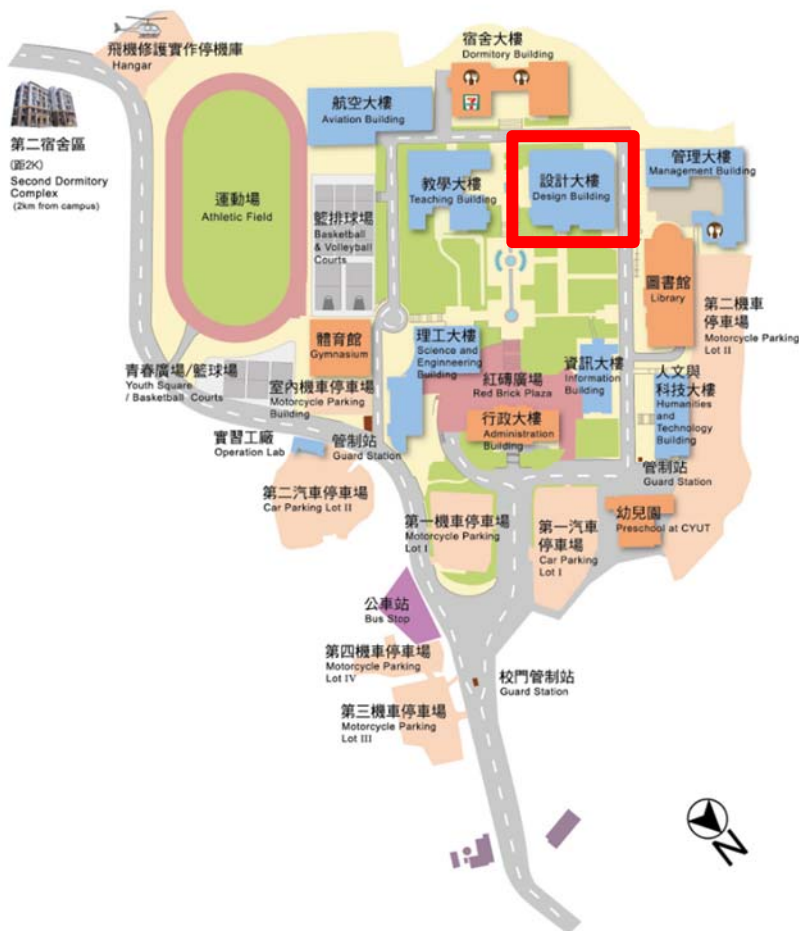 飛機修護實作停機庫
Hangar
宿舍大樓
Dormitory Building
7
航空大樓
Aviation Building
第二宿舍區
(距2K)
Second Dormitory
Complex
(2km from campus)
教學大樓
Teaching Building
設計大樓
Design Building
管理大樓
Management Building
運動場
Athletic Field
籃排球場
Basketball
& Volleyball
Courts
圖書館
Library
第二機車
停車場
Motorcycle Parking
Lot II
體育館
Gymnasium
理工大樓
Science and
Enginneering
Building
資訊大樓
Information
Building
青春廣場/籃球場
Youth Square
/ Basketball Courts
室內機車停車場
Motorcycle Parking
Building
紅磚廣場
Red Brick Plaza
人文與
科技大樓
Humanities
and
Technology
Building
行政大樓
Administration
Building
實習工廠
Operation Lab
管制站
Guard Station
管制站
Guard Station
第二汽車停車場
Car Parking Lot II
第一機車停車場
Motorcycle Parking
Lot I
第一汽車
停車場
Car Parking
Lot I
幼兒園
Preschool at CYUT
公車站
Bus Stop
第四機車停車場
Motorcycle Parking
Lot IV
校門管制站
Guard Station
第三機車停車場
Motorcycle Parking
Lot III
N